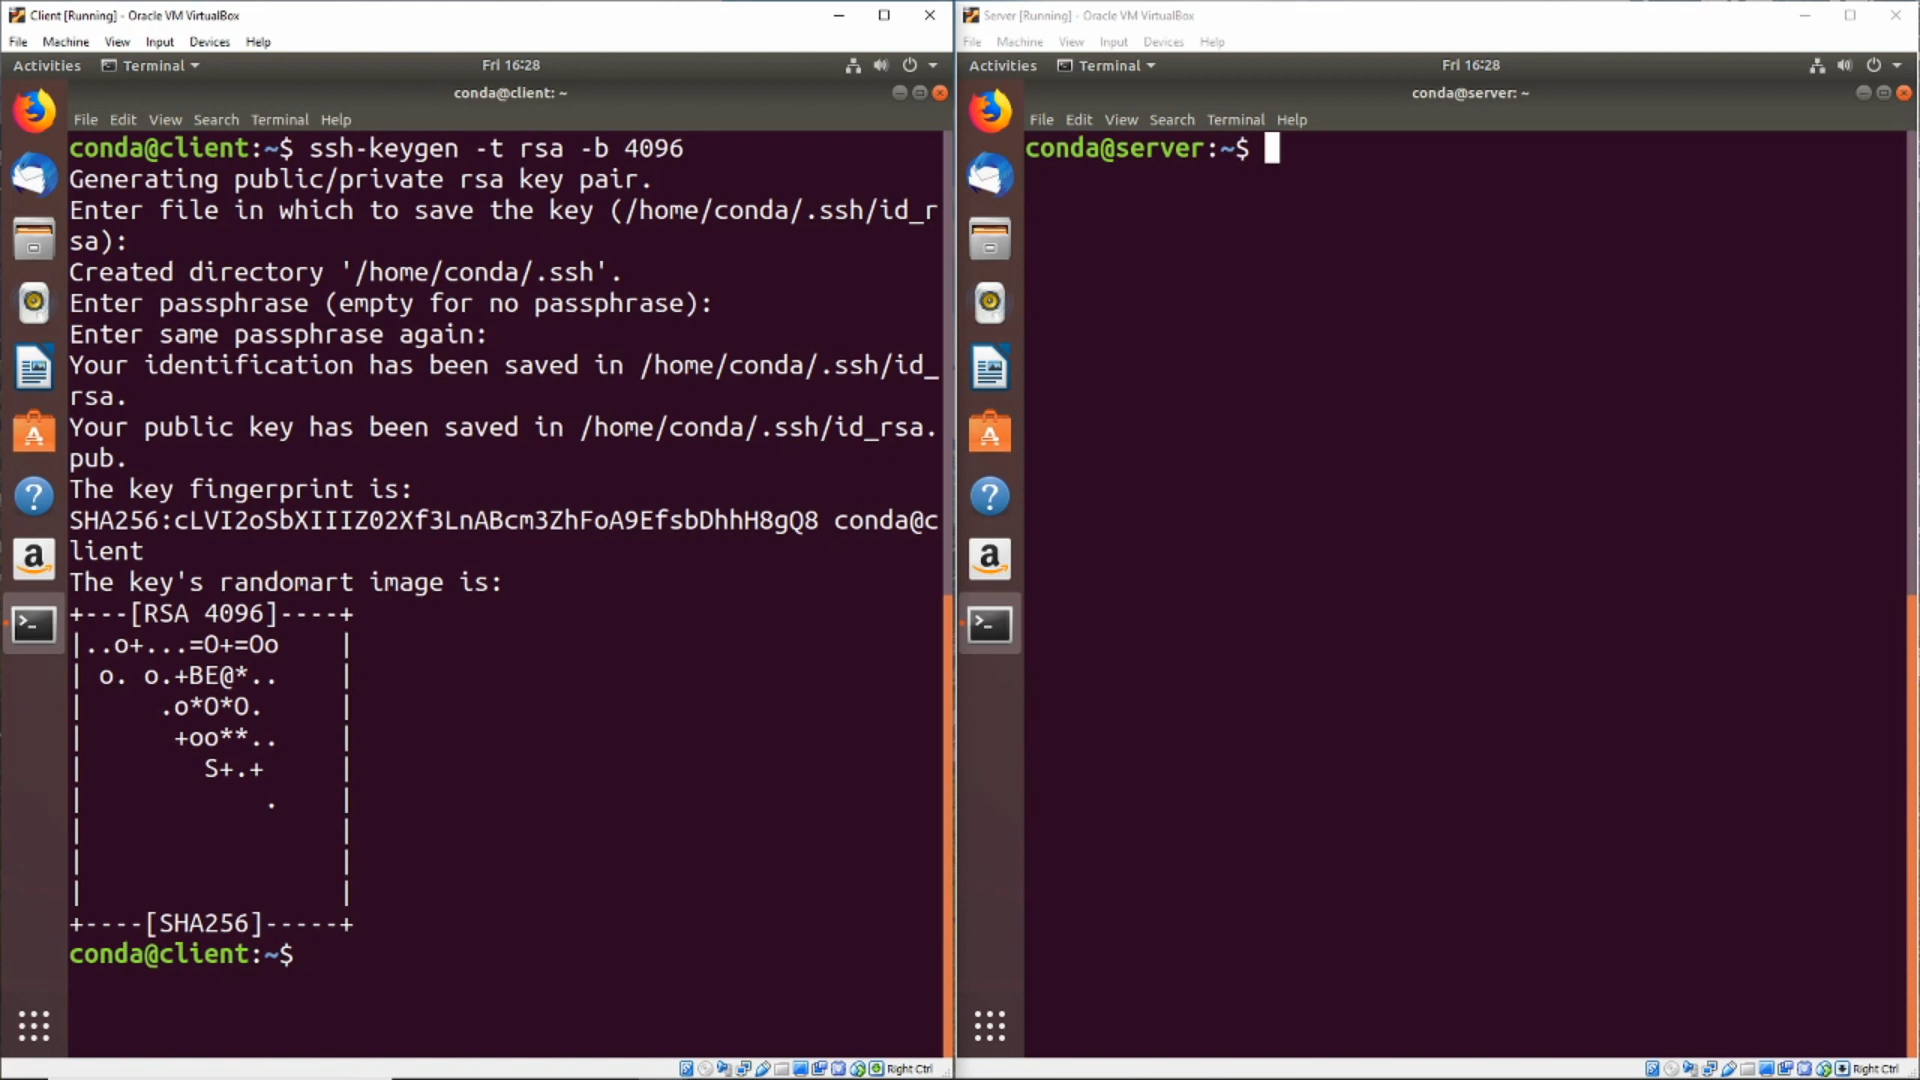 Client [Running] - Oracle VM VirtualBox
File Machine View Input Devices Help
Activities Terminal Fri 16:28
conda@client: ~
File Edit View Search Terminal Help
conda@client:~$ ssh-keygen -t rsa -b 4096
Generating public/private rsa key pair.
Enter file in which to save the key (/home/conda/.ssh/id_r
sa):
Created directory '/home/conda/.ssh'.
Enter passphrase (empty for no passphrase):
Enter same passphrase again:
Your identification has been saved in /home/conda/.ssh/id_
rsa.
Your public key has been saved in /home/conda/.ssh/id_rsa.
pub.
The key fingerprint is:
SHA256:cLVI2oSbXIIIZ02Xf3LnABcm3ZhFoA9EfsbDhhH8gQ8 conda@c
lient
The key's randomart image is:
+---[RSA 4096]----+
|..o+...=O+=Oo    |
| o. o.+BE@*..    |
|     .o*O*O.     |
|      +oo**..    |
|        S+.+     |
|            .    |
|                 |
|                 |
|                 |
+----[SHA256]-----+
conda@client:~$
Right Ctrl
Server [Running] - Oracle VM VirtualBox
File Machine View Input Devices Help
Activities Terminal Fri 16:28
conda@server: ~
File Edit View Search Terminal Help
conda@server:~$
Right Ctrl